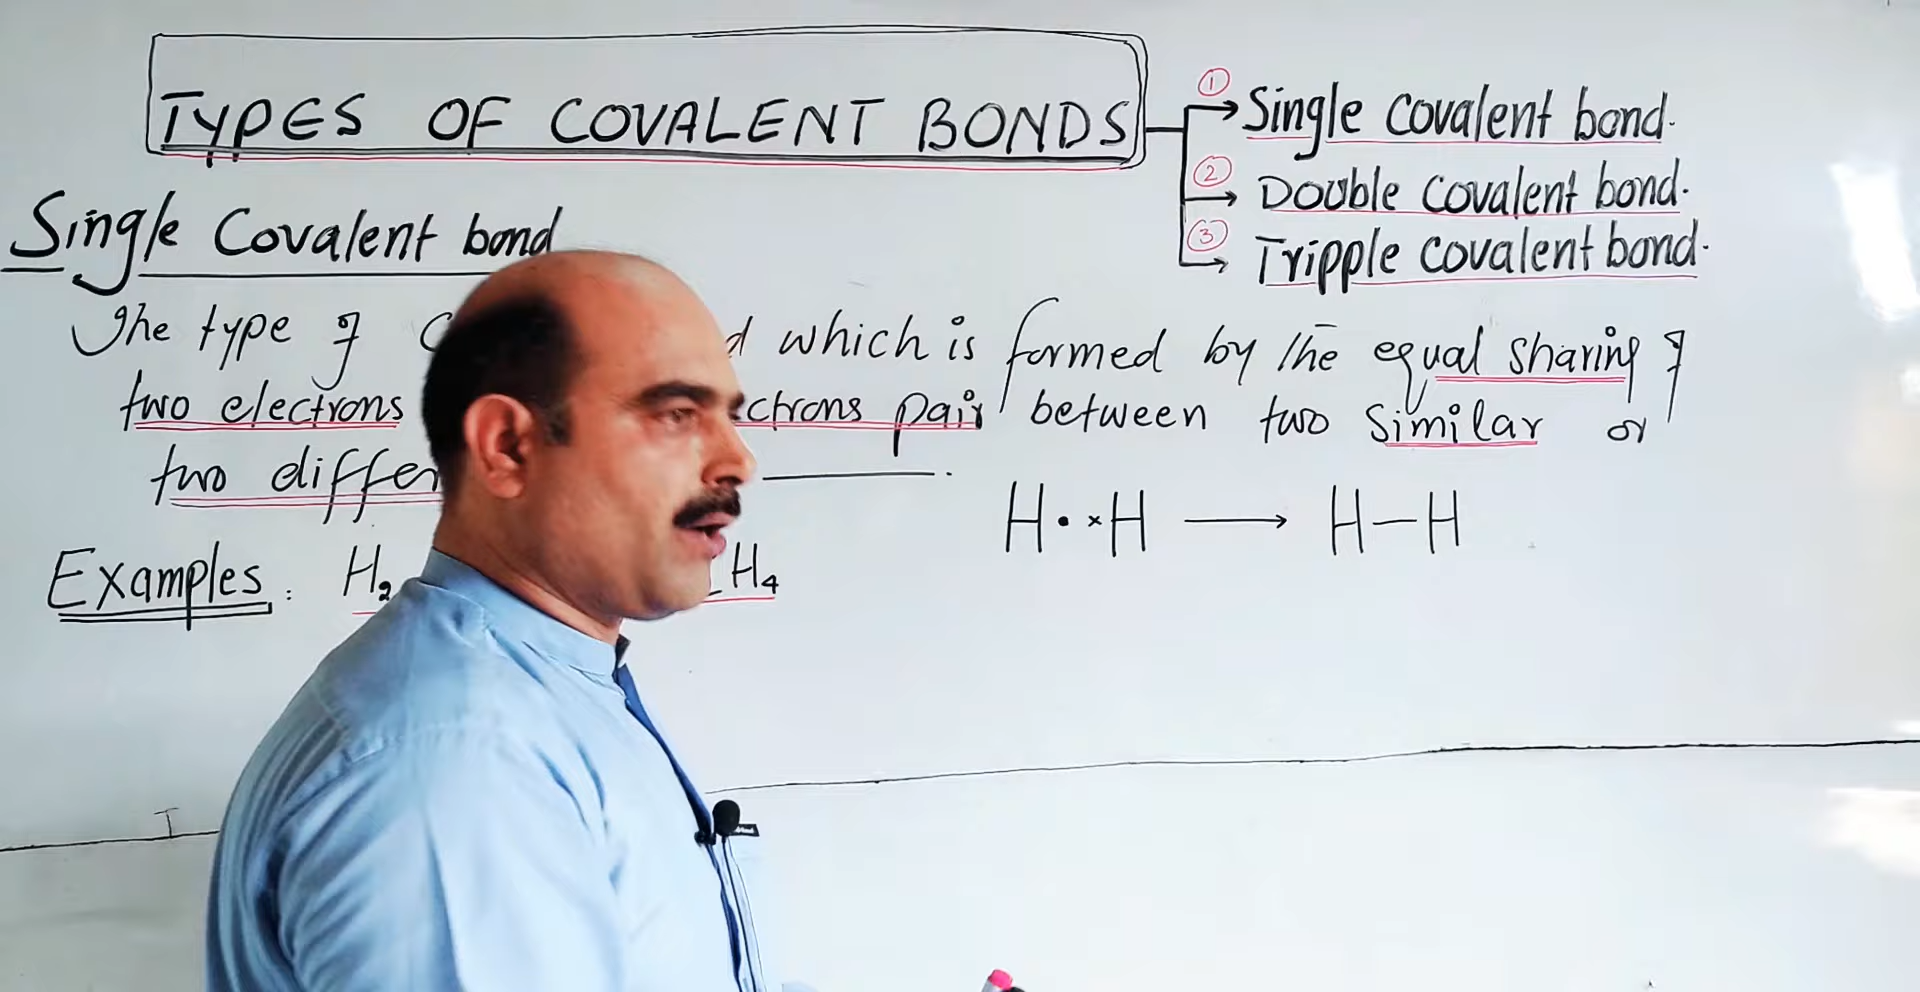 TYPES OF COVALENT BONDS
① Single Covalent bond.
② Double Covalent bond.
③ Tripple Covalent bond.
Single Covalent bond
The type of which is formed by the equal sharing of
two electrons pair between two similar or
two
H• ×H ⟶ H—H
Examples: H₂ H₄